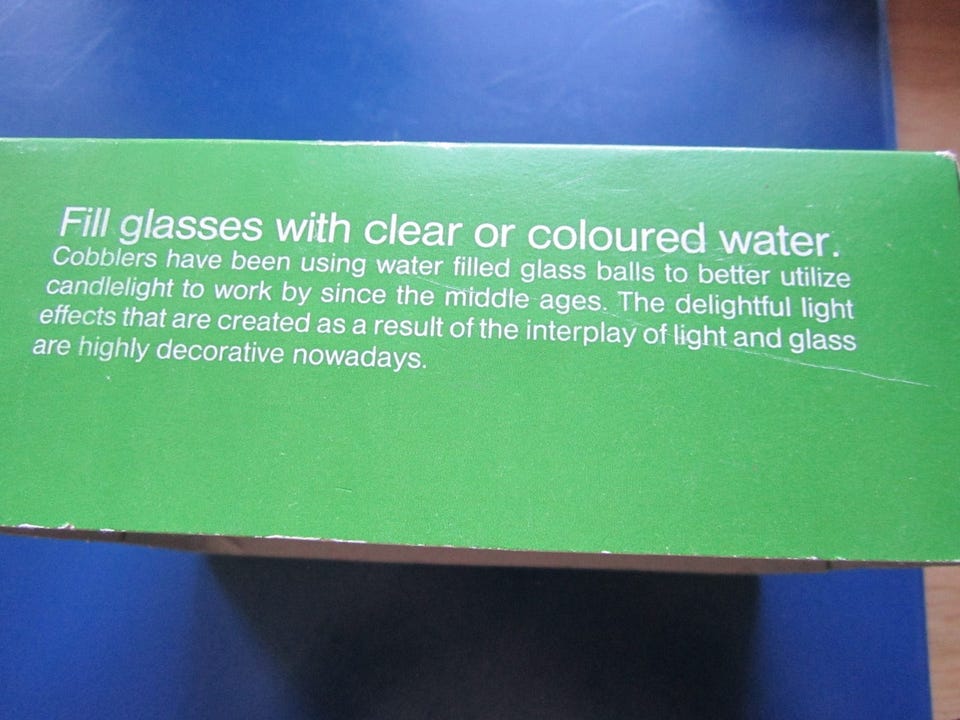 Fill glasses with clear or coloured water.
Cobblers have been using water filled glass balls to better utilize
candlelight to work by since the middle ages. The delightful light
effects that are created as a result of the interplay of light and glass
are highly decorative nowadays.